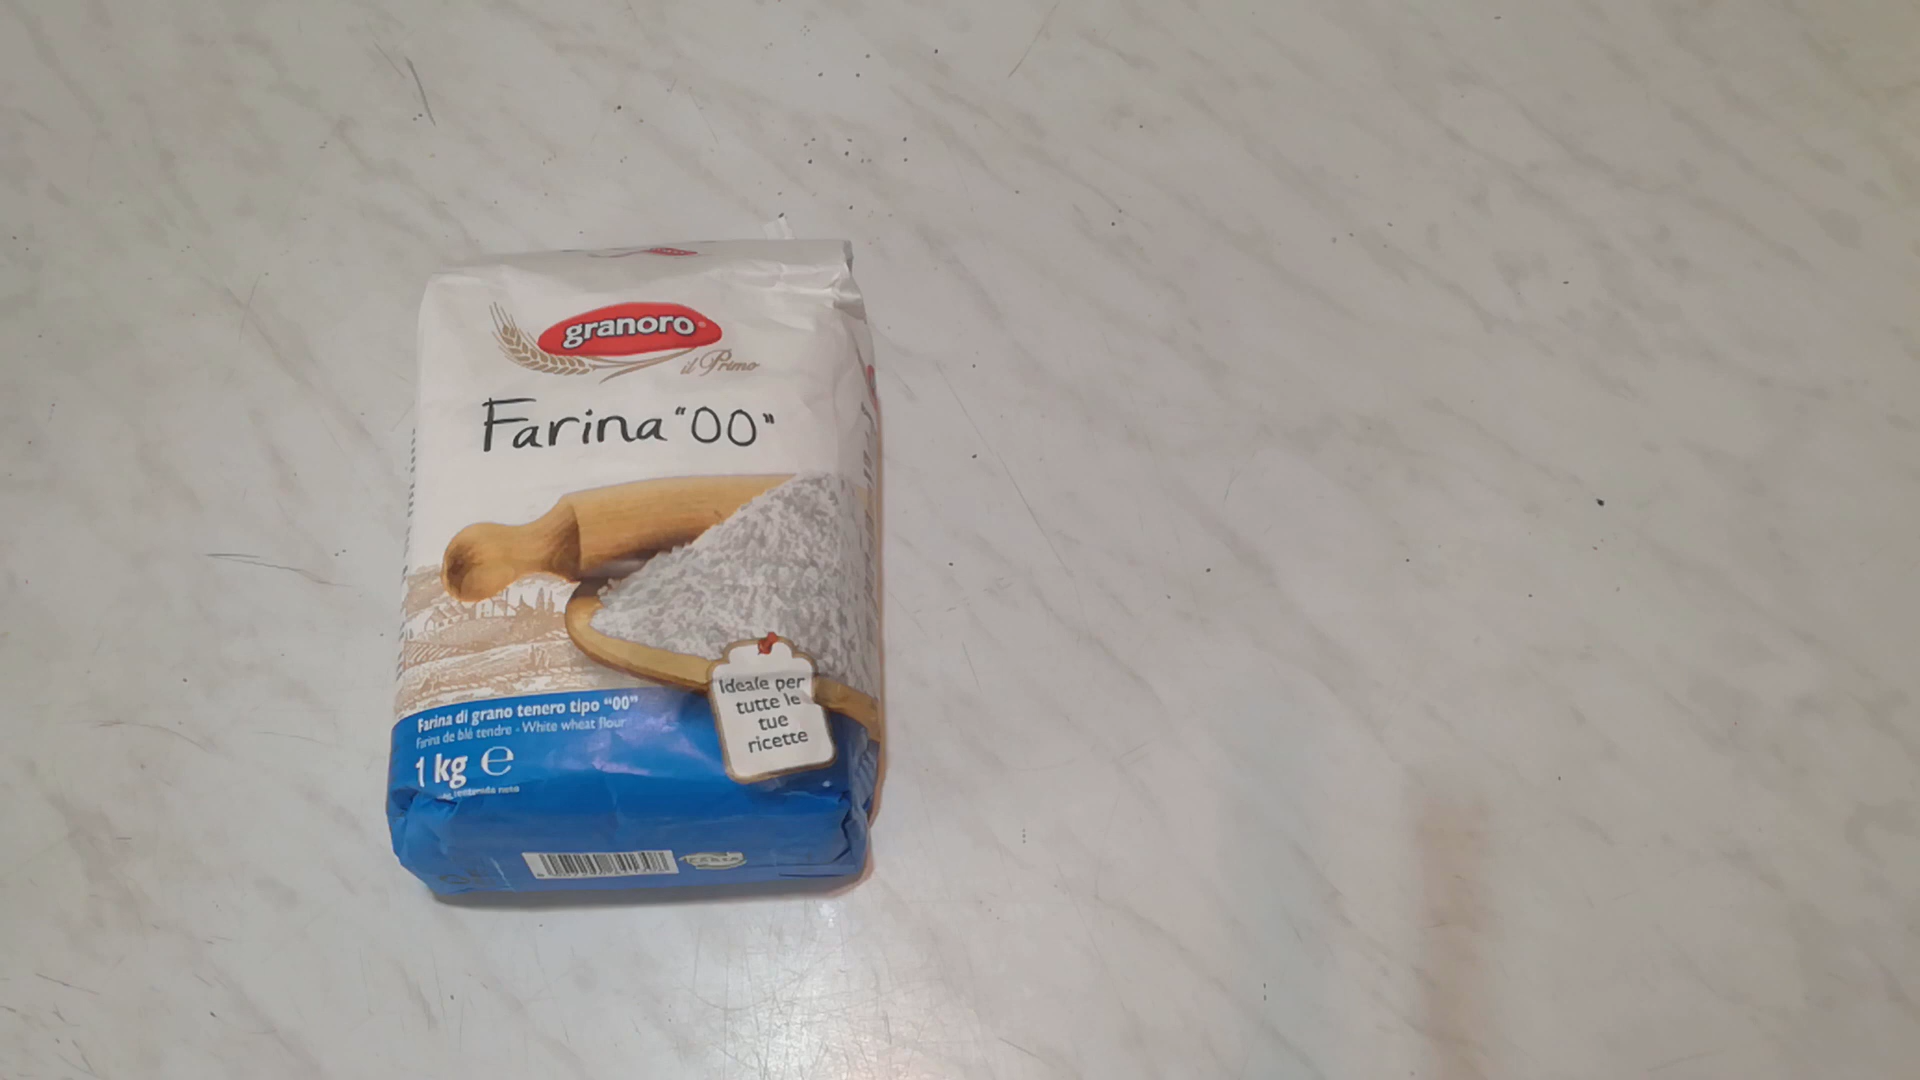 granoro
il Primo
Farina "00"
Ideale per
tutte le
tue
ricette
Farina di grano tenero tipo "00"
Farine de blé tendre - White wheat flour
1 kg e